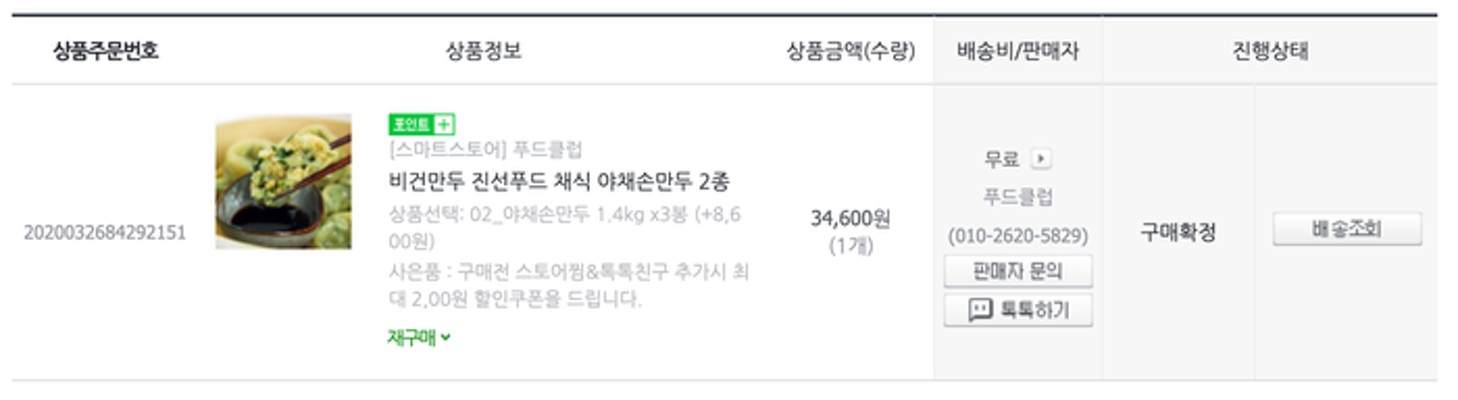 상품주문번호 상품정보 상품금액(수량) 배송비/판매자 진행상태
2020032684292151
포인트 +
[스마트스토어] 푸드클럽
비건만두 진선푸드 채식 야채손만두 2종
상품선택: 02_야채손만두 1.4kg x3봉 (+8,6
00원)
사은품 : 구매전 스토어찜&톡톡친구 추가시 최
대 2,00원 할인쿠폰을 드립니다.
재구매
34,600원
(1개)
무료
푸드클럽
(010-2620-5829)
판매자 문의
톡톡하기
구매확정
배송조회